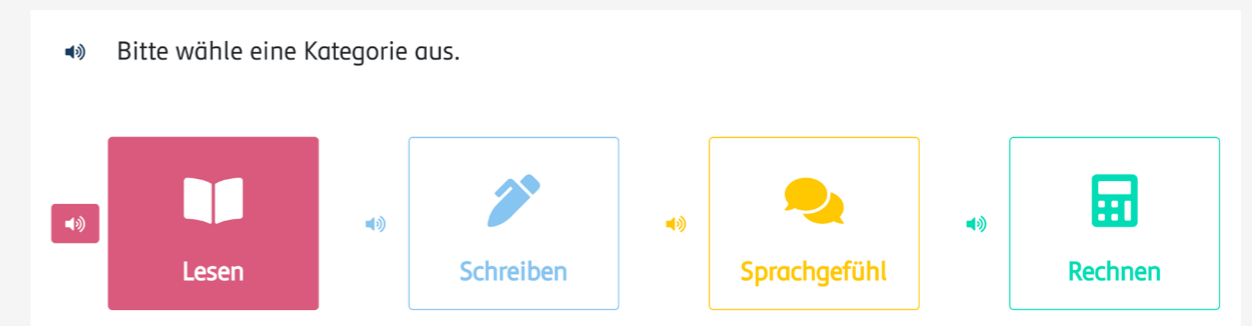 Bitte wähle eine Kategorie aus.
Lesen
Schreiben
Sprachgefühl
Rechnen